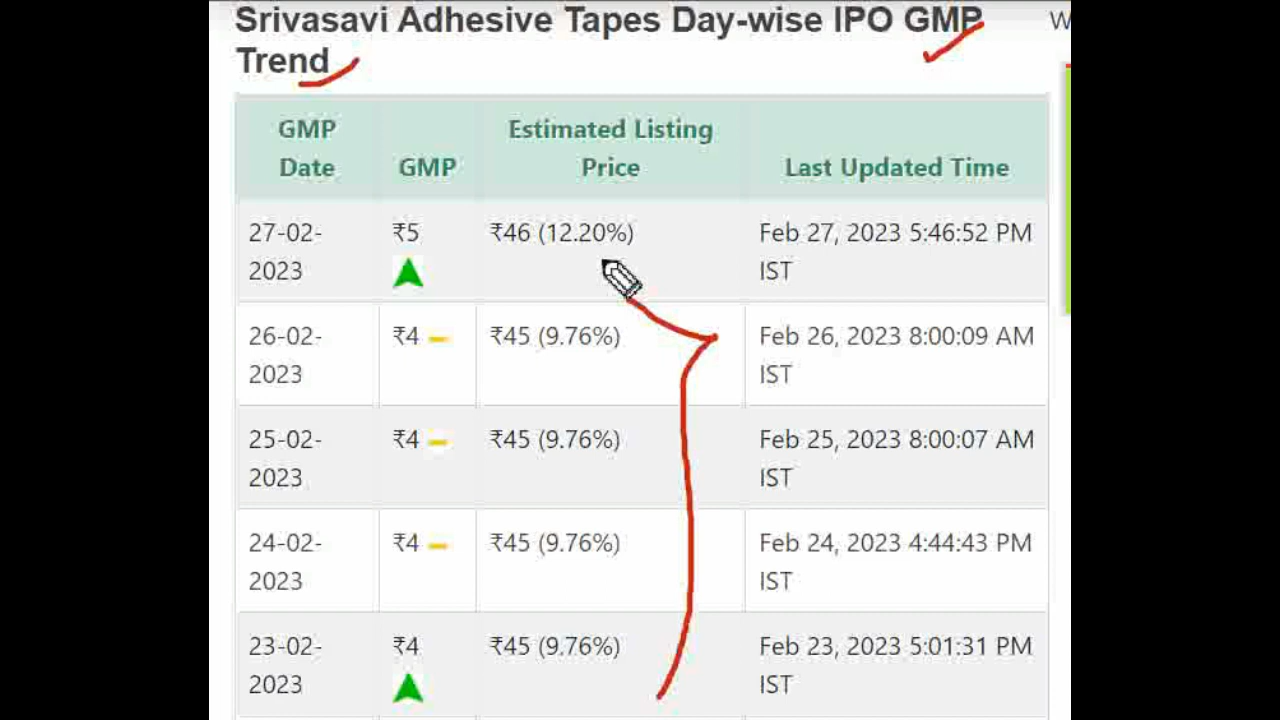 Srivasavi Adhesive Tapes Day-wise IPO GMP
Trend
W
GMP Date GMP Estimated Listing Price Last Updated Time
27-02-2023 ₹5 ₹46 (12.20%) Feb 27, 2023 5:46:52 PM IST
26-02-2023 ₹4 ₹45 (9.76%) Feb 26, 2023 8:00:09 AM IST
25-02-2023 ₹4 ₹45 (9.76%) Feb 25, 2023 8:00:07 AM IST
24-02-2023 ₹4 ₹45 (9.76%) Feb 24, 2023 4:44:43 PM IST
23-02-2023 ₹4 ₹45 (9.76%) Feb 23, 2023 5:01:31 PM IST